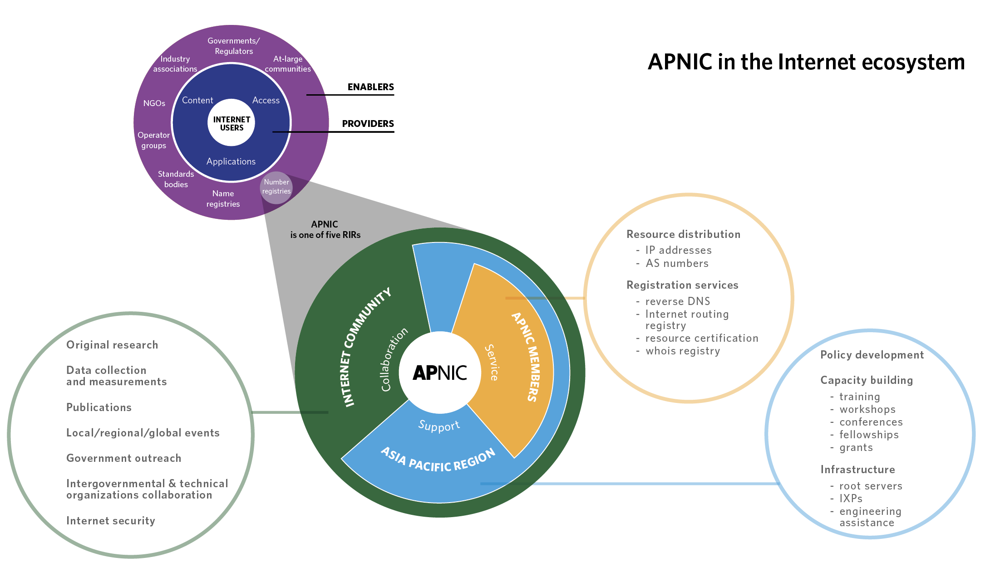 APNIC in the Internet ecosystem
Governments/
Regulators
Industry
associations
At-large
communities
NGOs
Operator
groups
Standards
bodies
Name
registries
Number
registries
Content
Access
Applications
INTERNET
USERS
ENABLERS
PROVIDERS
APNIC
is one of five RIRs
INTERNET COMMUNITY
Collaboration
APNIC
Service
APNIC MEMBERS
Support
ASIA PACIFIC REGION
Original research
Data collection
and measurements
Publications
Local/regional/global events
Government outreach
Intergovernmental & technical
organizations collaboration
Internet security
Resource distribution
- IP addresses
- AS numbers
Registration services
- reverse DNS
- Internet routing
registry
- resource certification
- whois registry
Policy development
Capacity building
- training
- workshops
- conferences
- fellowships
- grants
Infrastructure
- root servers
- IXPs
- engineering
assistance